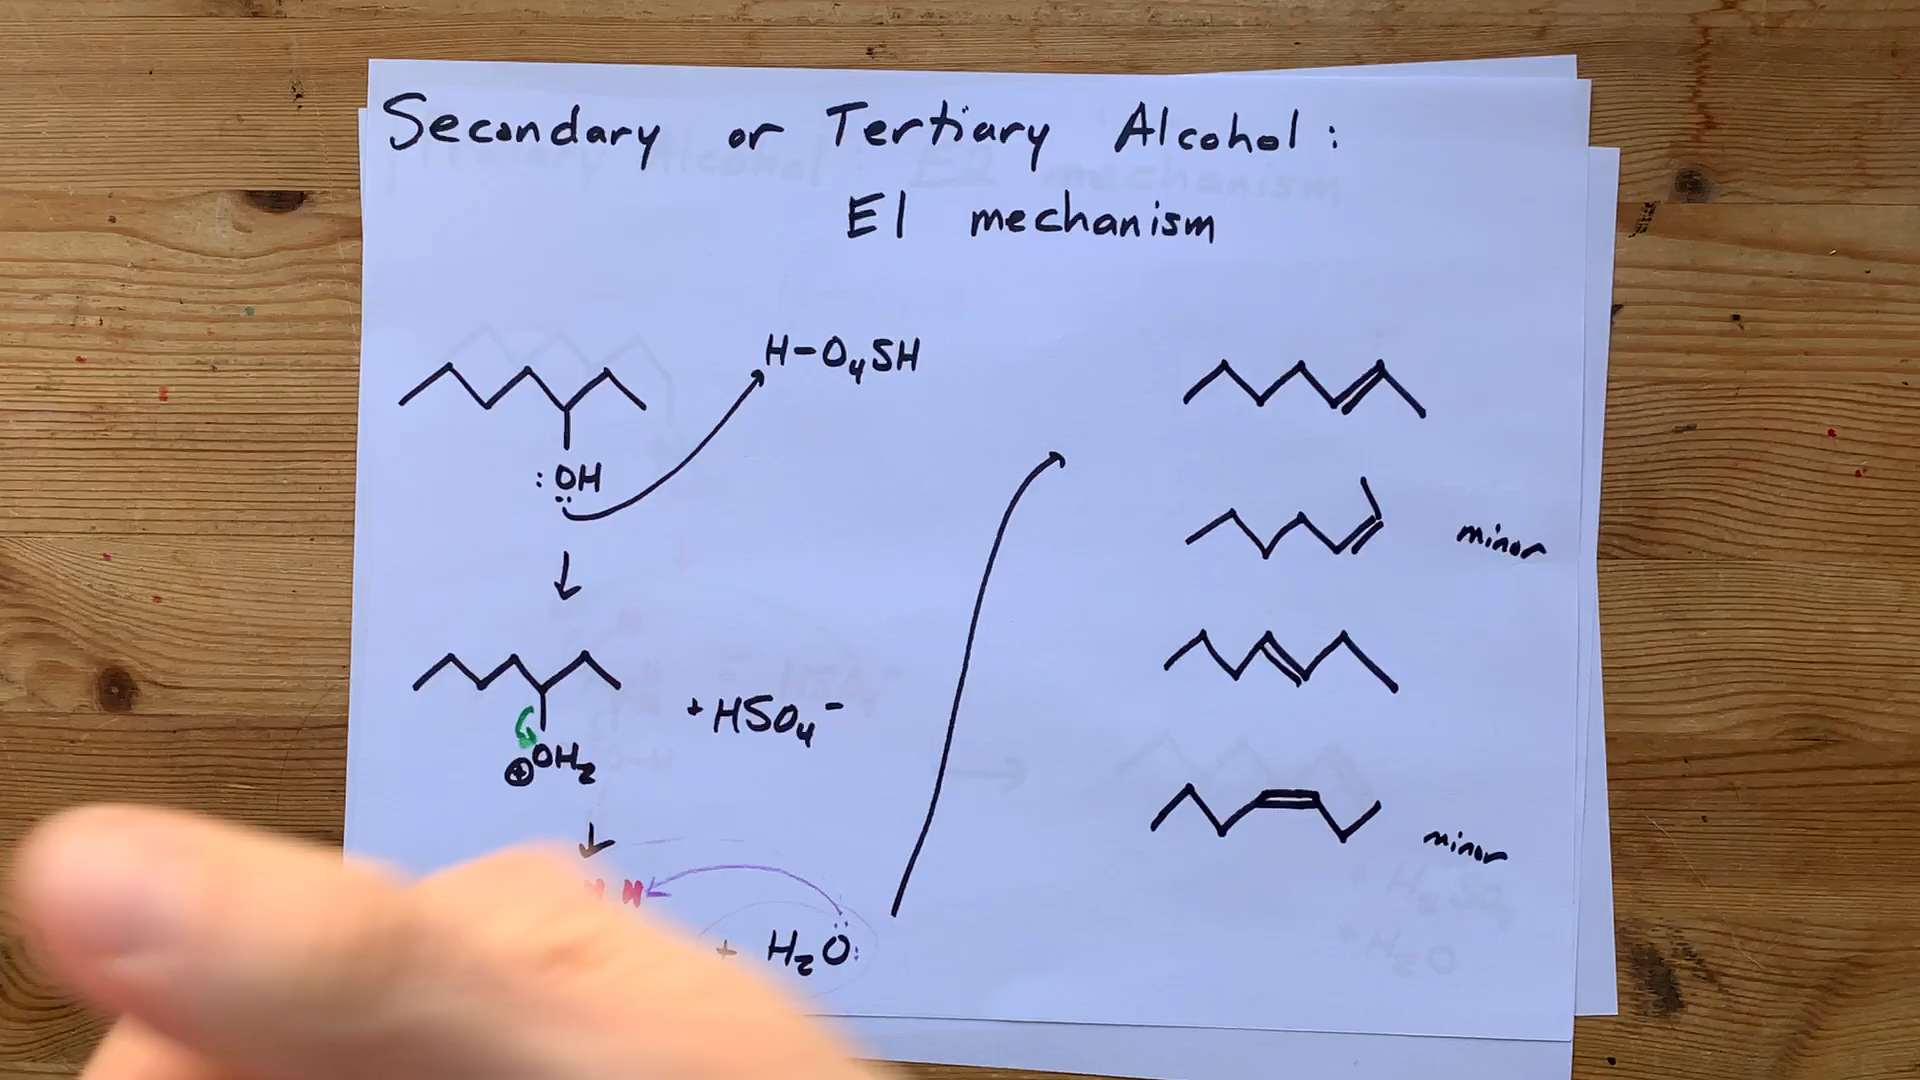 Secondary or Tertiary Alcohol:
E1 mechanism
H-O4SH
:OH
⊕OH2
+ HSO4-
H H
+ H2O:
minor
minor